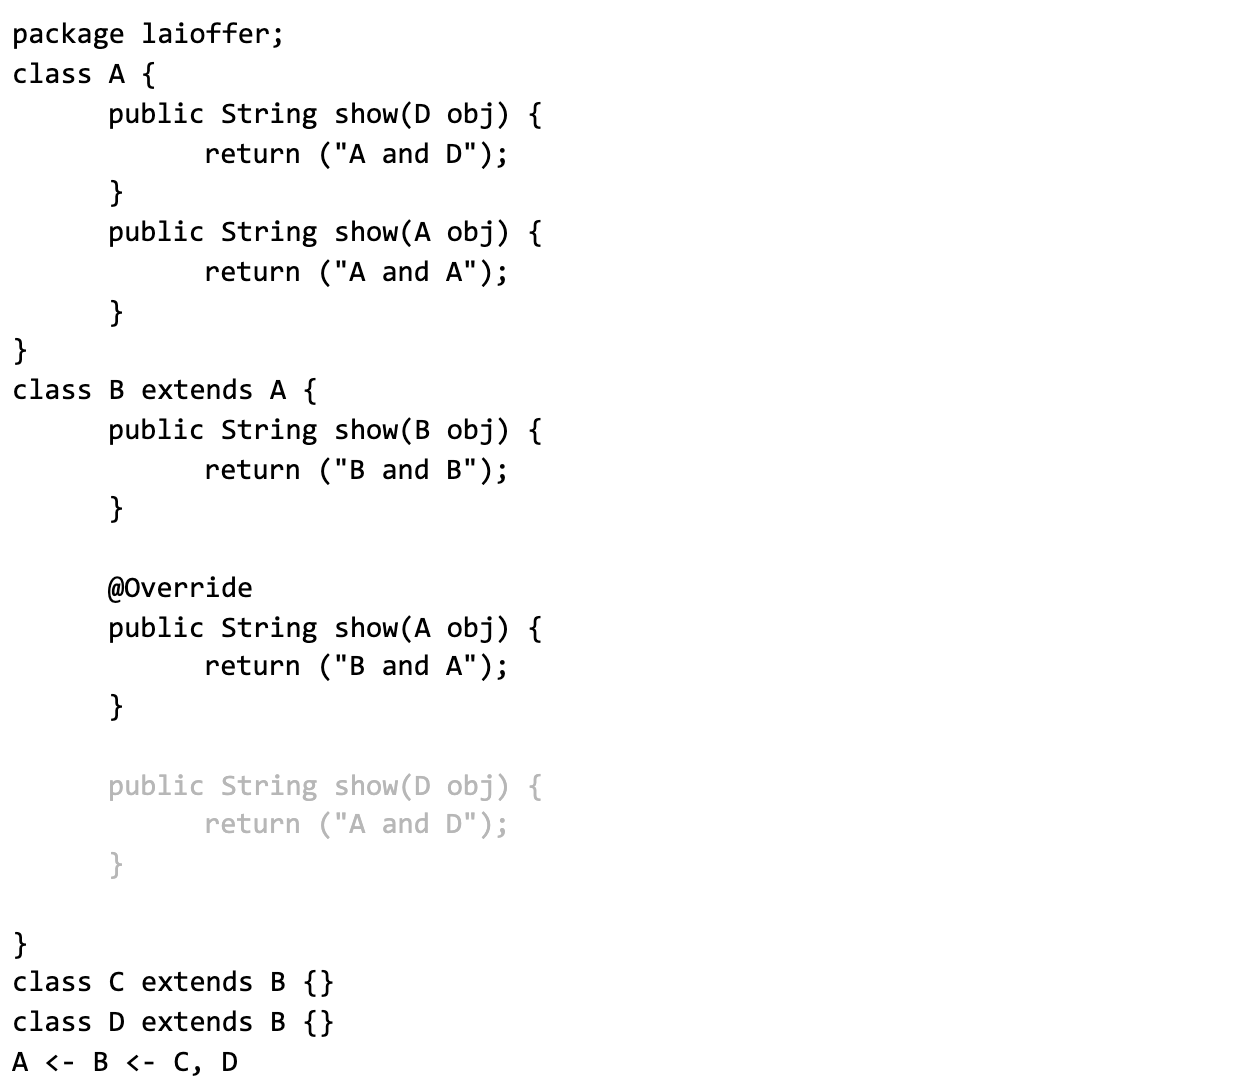 package laioffer;
class A {
      public String show(D obj) {
            return ("A and D");
      }
      public String show(A obj) {
            return ("A and A");
      }
}
class B extends A {
      public String show(B obj) {
            return ("B and B");
      }

      @Override
      public String show(A obj) {
            return ("B and A");
      }

      public String show(D obj) {
            return ("A and D");
      }

}
class C extends B {}
class D extends B {}
A <- B <- C, D